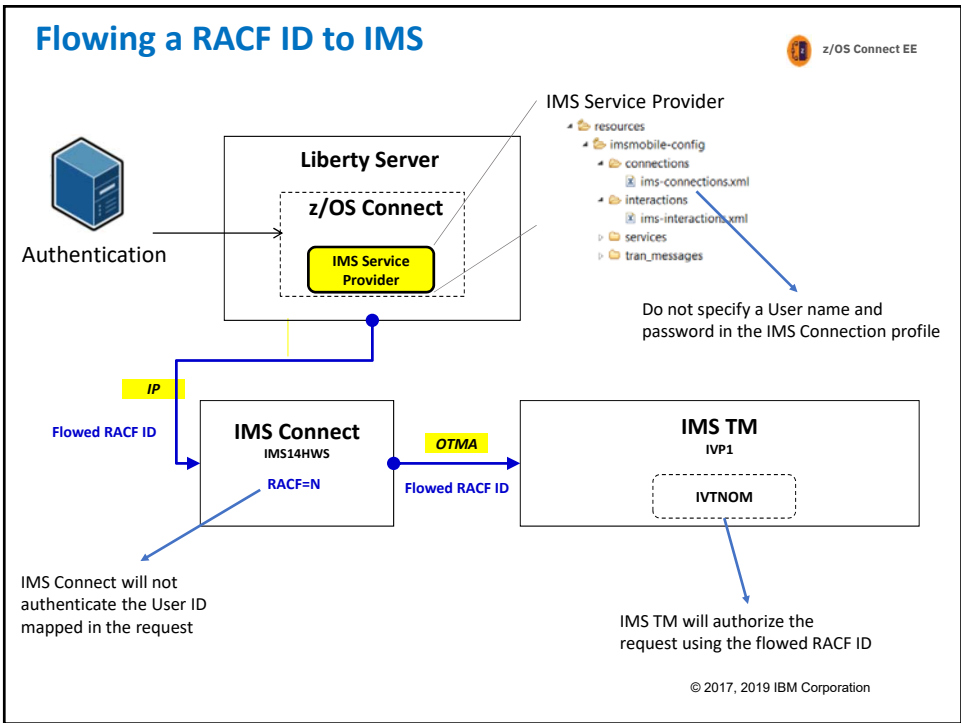 Flowing a RACF ID to IMS
z/OS Connect EE
IMS Service Provider
resources
imsmobile-config
connections
ims-connections.xml
interactions
ims-interactions.xml
services
tran_messages
Liberty Server
z/OS Connect
IMS Service
Provider
Authentication
Do not specify a User name and
password in the IMS Connection profile
IP
Flowed RACF ID
IMS Connect
IMS14HWS
RACF=N
OTMA
Flowed RACF ID
IMS TM
IVP1
IVTNOM
IMS Connect will not
authenticate the User ID
mapped in the request
IMS TM will authorize the
request using the flowed RACF ID
© 2017, 2019 IBM Corporation